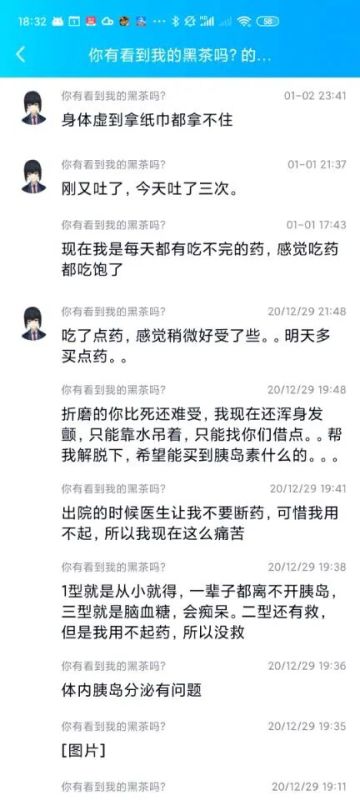 18:32
58
你有看到我的黑茶吗? 的...
你有看到我的黑茶吗? 01-02 23:41
身体虚到拿纸巾都拿不住
你有看到我的黑茶吗? 01-01 21:37
刚又吐了，今天吐了三次。
你有看到我的黑茶吗? 01-01 17:43
现在我是每天都有吃不完的药，感觉吃药
都吃饱了
你有看到我的黑茶吗? 20/12/29 21:48
吃了点药，感觉稍微好受了些。。明天多
买点药。。
你有看到我的黑茶吗? 20/12/29 19:48
折磨的你比死还难受，我现在还浑身发
颤，只能靠水吊着，只能找你们借点。。帮
我解脱下，希望能买到胰岛素什么的。。。
你有看到我的黑茶吗? 20/12/29 19:41
出院的时候医生让我不要断药，可惜我用
不起，所以我现在这么痛苦
你有看到我的黑茶吗? 20/12/29 19:38
1型就是从小就得，一辈子都离不开胰岛，
三型就是脑血糖，会痴呆。二型还有救，
但是我用不起药，所以没救
你有看到我的黑茶吗? 20/12/29 19:36
体内胰岛分泌有问题
你有看到我的黑茶吗? 20/12/29 19:35
[图片]
你有看到我的黑茶吗? 20/12/29 19:11